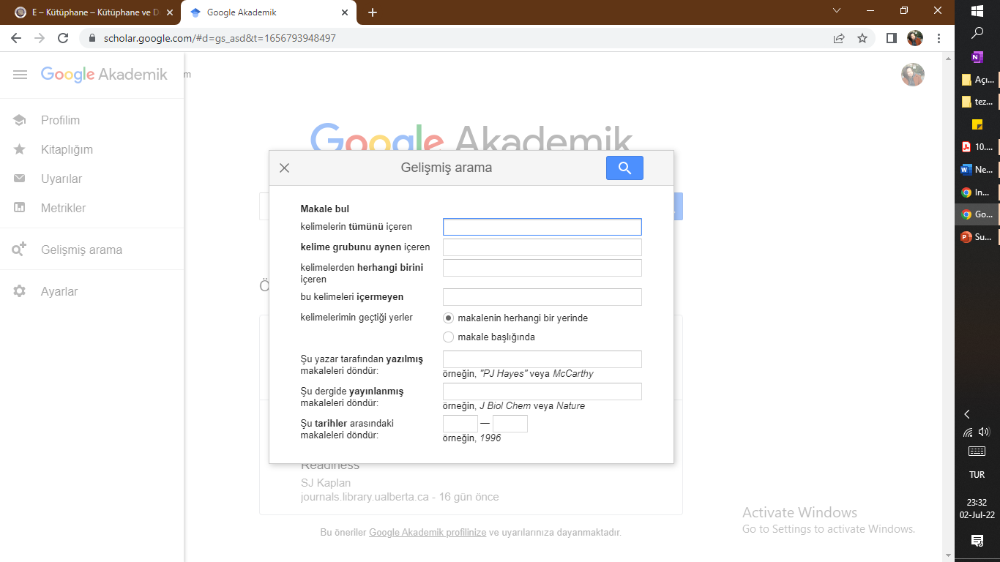 E – Kütüphane – Kütüphane ve D
Google Akademik
scholar.google.com/#d=gs_asd&t=1656793948497
Google Akademik
m
Profilim
Kitaplığım
Uyarılar
Metrikler
Gelişmiş arama
Ayarlar
Google Akademik
Gelişmiş arama
Makale bul
kelimelerin tümünü içeren
kelime grubunu aynen içeren
kelimelerden herhangi birini
içeren
bu kelimeleri içermeyen
kelimelerimin geçtiği yerler
makalenin herhangi bir yerinde
makale başlığında
Şu yazar tarafından yazılmış
makaleleri döndür:
örneğin, "PJ Hayes" veya McCarthy
Şu dergide yayınlanmış
makaleleri döndür:
örneğin, J Biol Chem veya Nature
Şu tarihler arasındaki
makaleleri döndür:
—
örneğin, 1996
Ö
Readiness
SJ Kaplan
journals.library.ualberta.ca - 16 gün önce
Bu öneriler Google Akademik profilinize ve uyarılarınıza dayanmaktadır.
Activate Windows
Go to Settings to activate Windows.
Açı...
tez...
10....
Ne...
In...
Go...
Su...
TUR
23:32
02-Jul-22